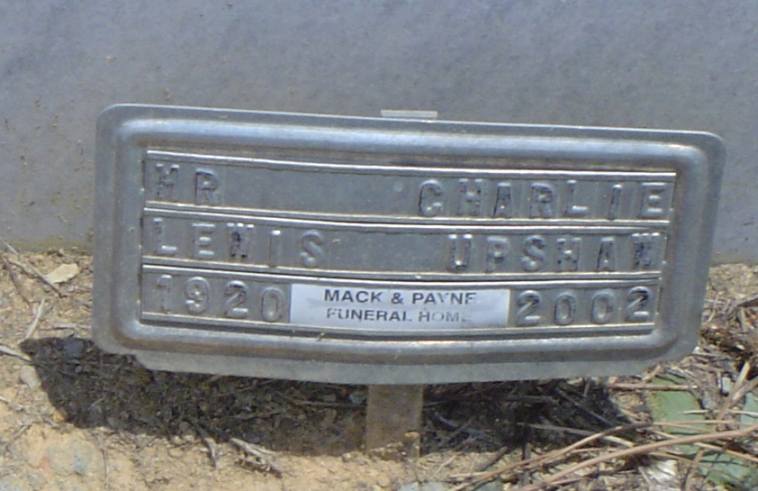 MR CHARLIE
LEWIS UPSHAW
1920 2002
MACK & PAYNE
FUNERAL HOME